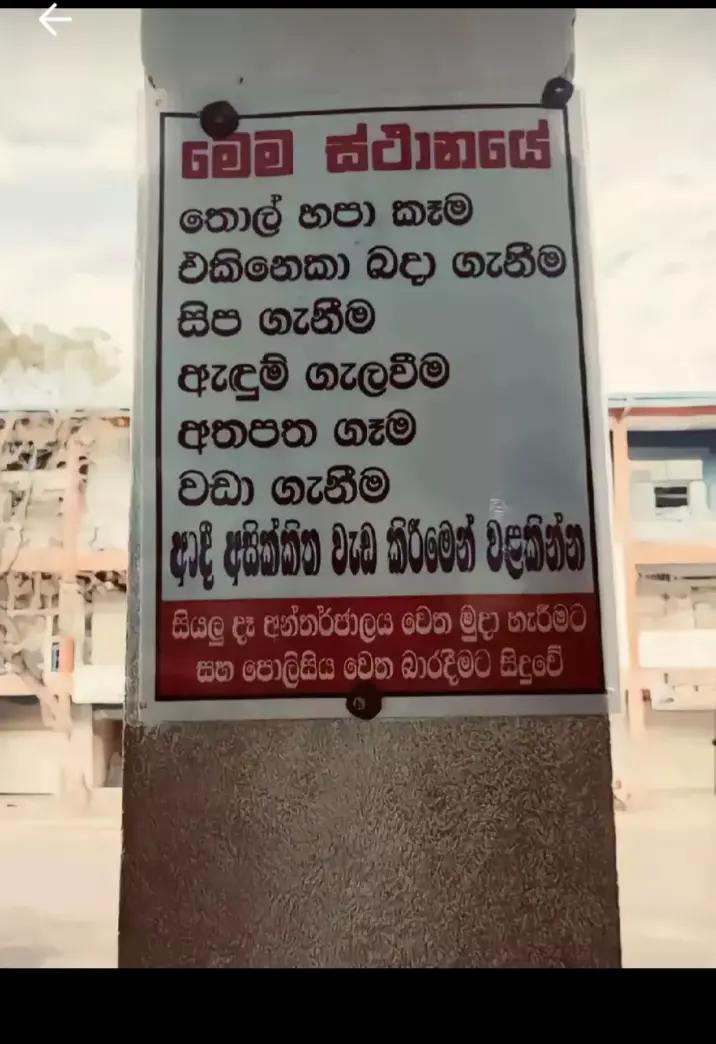 මෙම ස්ථානයේ
තොල් හපා කෑම
එකිනෙකා බදා ගැනීම
සිප ගැනීම
ඇඳුම් ගැලවීම
අතපත ගෑම
වඩා ගැනීම
ආදී අසික්කිත වැඩ කිරීමෙන් වළකින්න
සියලු දෑ අන්තර්ජාලය වෙත මුදා හැරීමට
සහ පොලිසිය වෙත බාරදීමට සිදුවේ